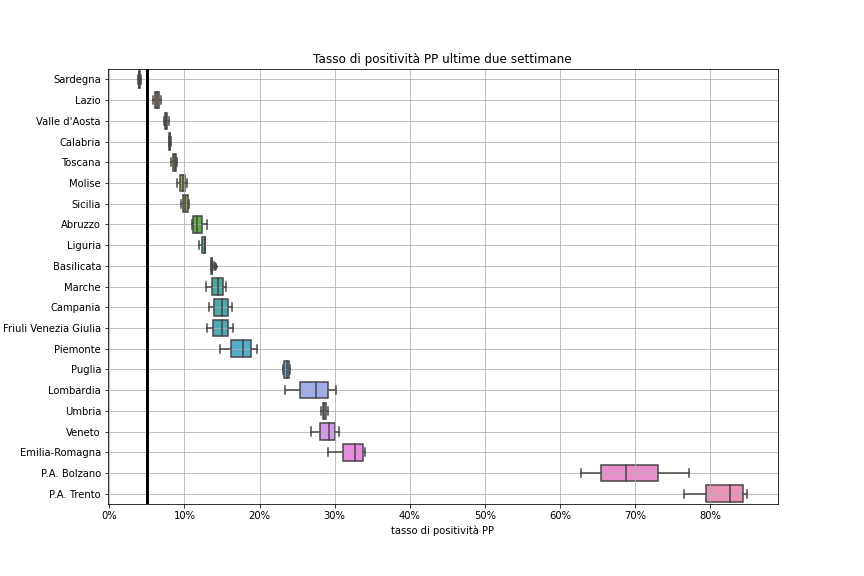 Tasso di positività PP ultime due settimane
Sardegna
Lazio
Valle d'Aosta
Calabria
Toscana
Molise
Sicilia
Abruzzo
Liguria
Basilicata
Marche
Campania
Friuli Venezia Giulia
Piemonte
Puglia
Lombardia
Umbria
Veneto
Emilia-Romagna
P.A. Bolzano
P.A. Trento
0% 10% 20% 30% 40% 50% 60% 70% 80%
tasso di positività PP